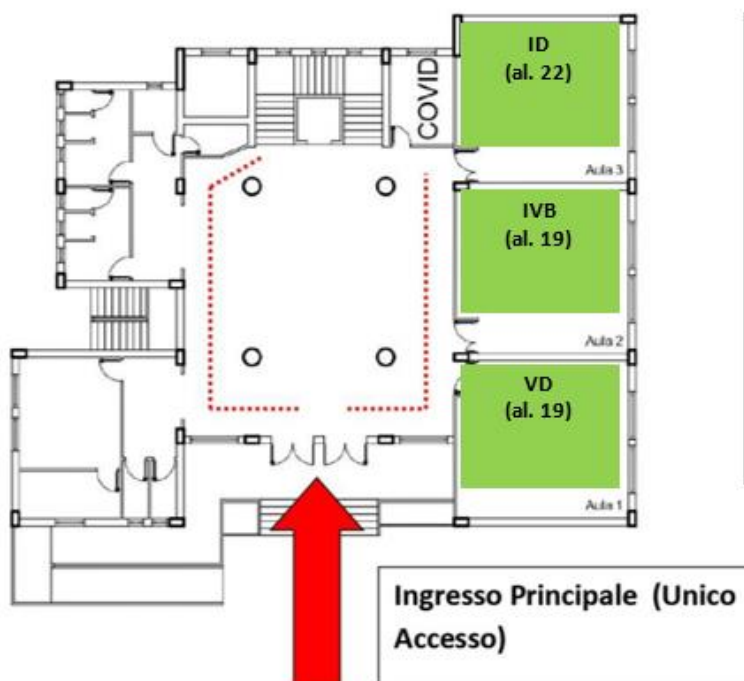 ID
(al. 22)
COVID
Aula 3
IVB
(al. 19)
Aula 2
VD
(al. 19)
Aula 1
Ingresso Principale (Unico
Accesso)